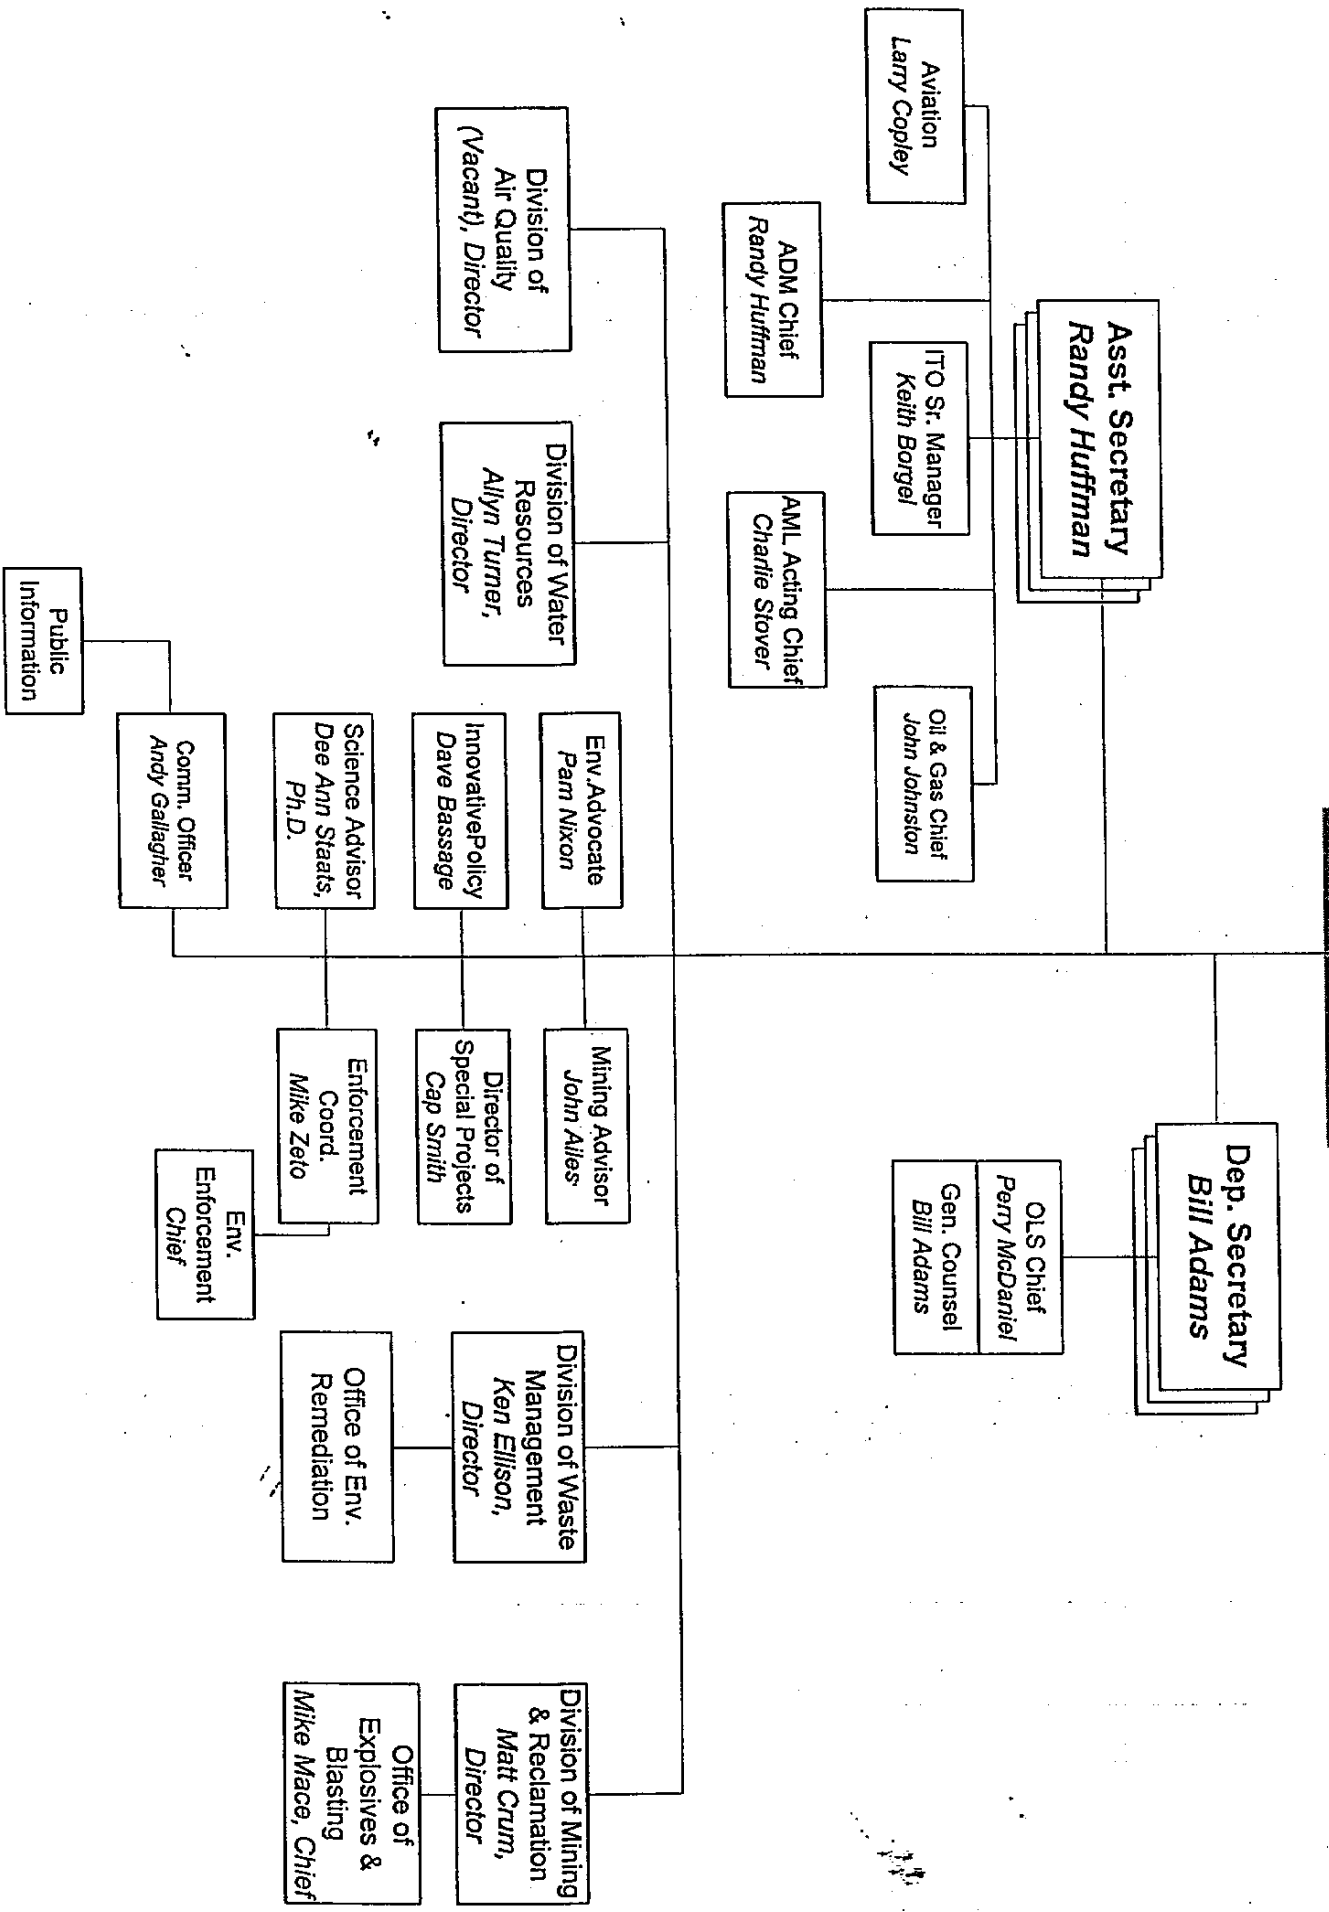 Asst. Secretary
Randy Huffman
Dep. Secretary
Bill Adams
Aviation
Larry Copley
ADM Chief
Randy Huffman
ITO Sr. Manager
Keith Borgel
AML Acting Chief
Charlie Stover
Oil & Gas Chief
John Johnston
OLS Chief
Perry McDaniel
Gen. Counsel
Bill Adams
Division of
Air Quality
(Vacant), Director
Division of Water
Resources
Allyn Turner,
Director
Env.Advocate
Pam Nixon
Mining Advisor
John Ailes
InnovativePolicy
Dave Bassage
Director of
Special Projects
Cap Smith
Science Advisor
Dee Ann Staats,
Ph.D.
Enforcement
Coord.
Mike Zeto
Comm. Officer
Andy Gallagher
Env.
Enforcement
Chief
Public
Information
Division of Waste
Management
Ken Ellison,
Director
Office of Env.
Remediation
Division of Mining
& Reclamation
Matt Crum,
Director
Office of
Explosives &
Blasting
Mike Mace, Chief